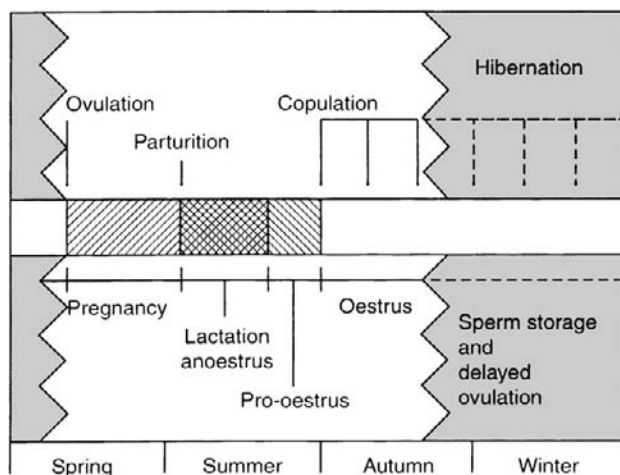 Hibernation
Ovulation
Copulation
Parturition
Pregnancy
Oestrus
Lactation
anoestrus
Pro-oestrus
Sperm storage
and
delayed
ovulation
Spring
Summer
Autumn
Winter